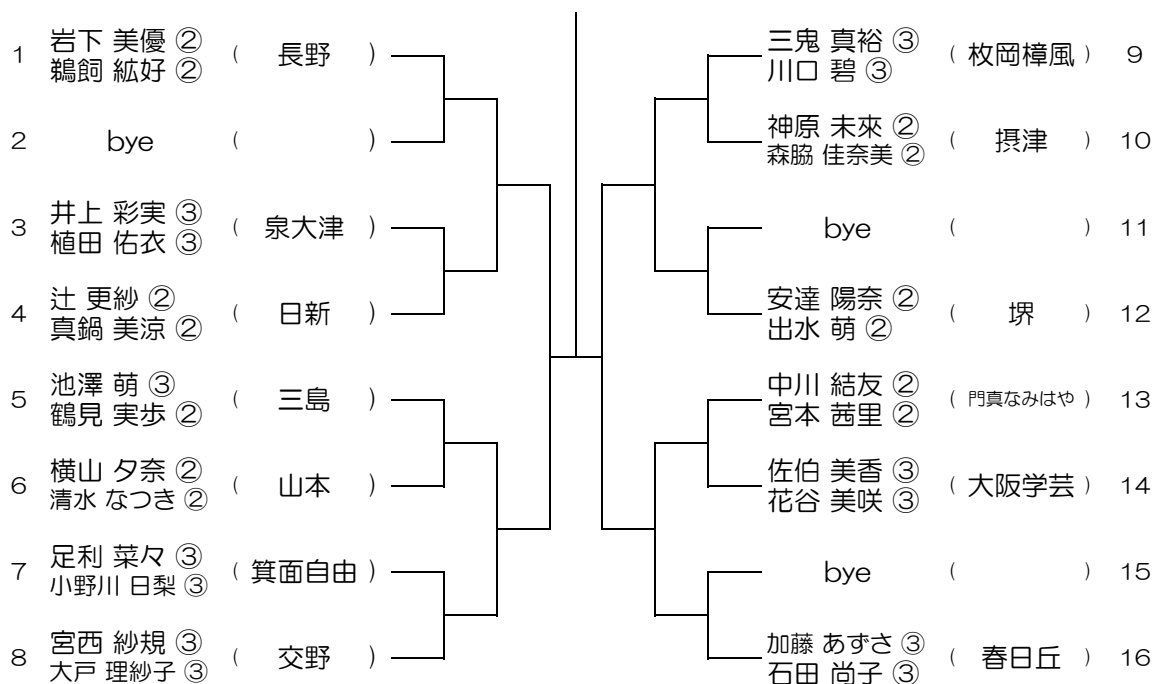 1 岩下 美優 ② ( 長野 )
鵜飼 紘好 ②
2 bye ( )
3 井上 彩実 ③ ( 泉大津 )
植田 佑衣 ③
4 辻 更紗 ② ( 日新 )
真鍋 美涼 ②
5 池澤 萌 ③ ( 三島 )
鶴見 実歩 ②
6 横山 夕奈 ② ( 山本 )
清水 なつき ②
7 足利 菜々 ③ ( 箕面自由 )
小野川 日梨 ③
8 宮西 紗規 ③ ( 交野 )
大戸 理紗子 ③
三鬼 真裕 ③ ( 枚岡樟風 ) 9
川口 碧 ③
神原 未來 ② ( 摂津 ) 10
森脇 佳奈美 ②
bye ( ) 11
安達 陽奈 ② ( 堺 ) 12
出水 萌 ②
中川 結友 ② ( 門真なみはや ) 13
宮本 茜里 ②
佐伯 美香 ③ ( 大阪学芸 ) 14
花谷 美咲 ③
bye ( ) 15
加藤 あずさ ③ ( 春日丘 ) 16
石田 尚子 ③